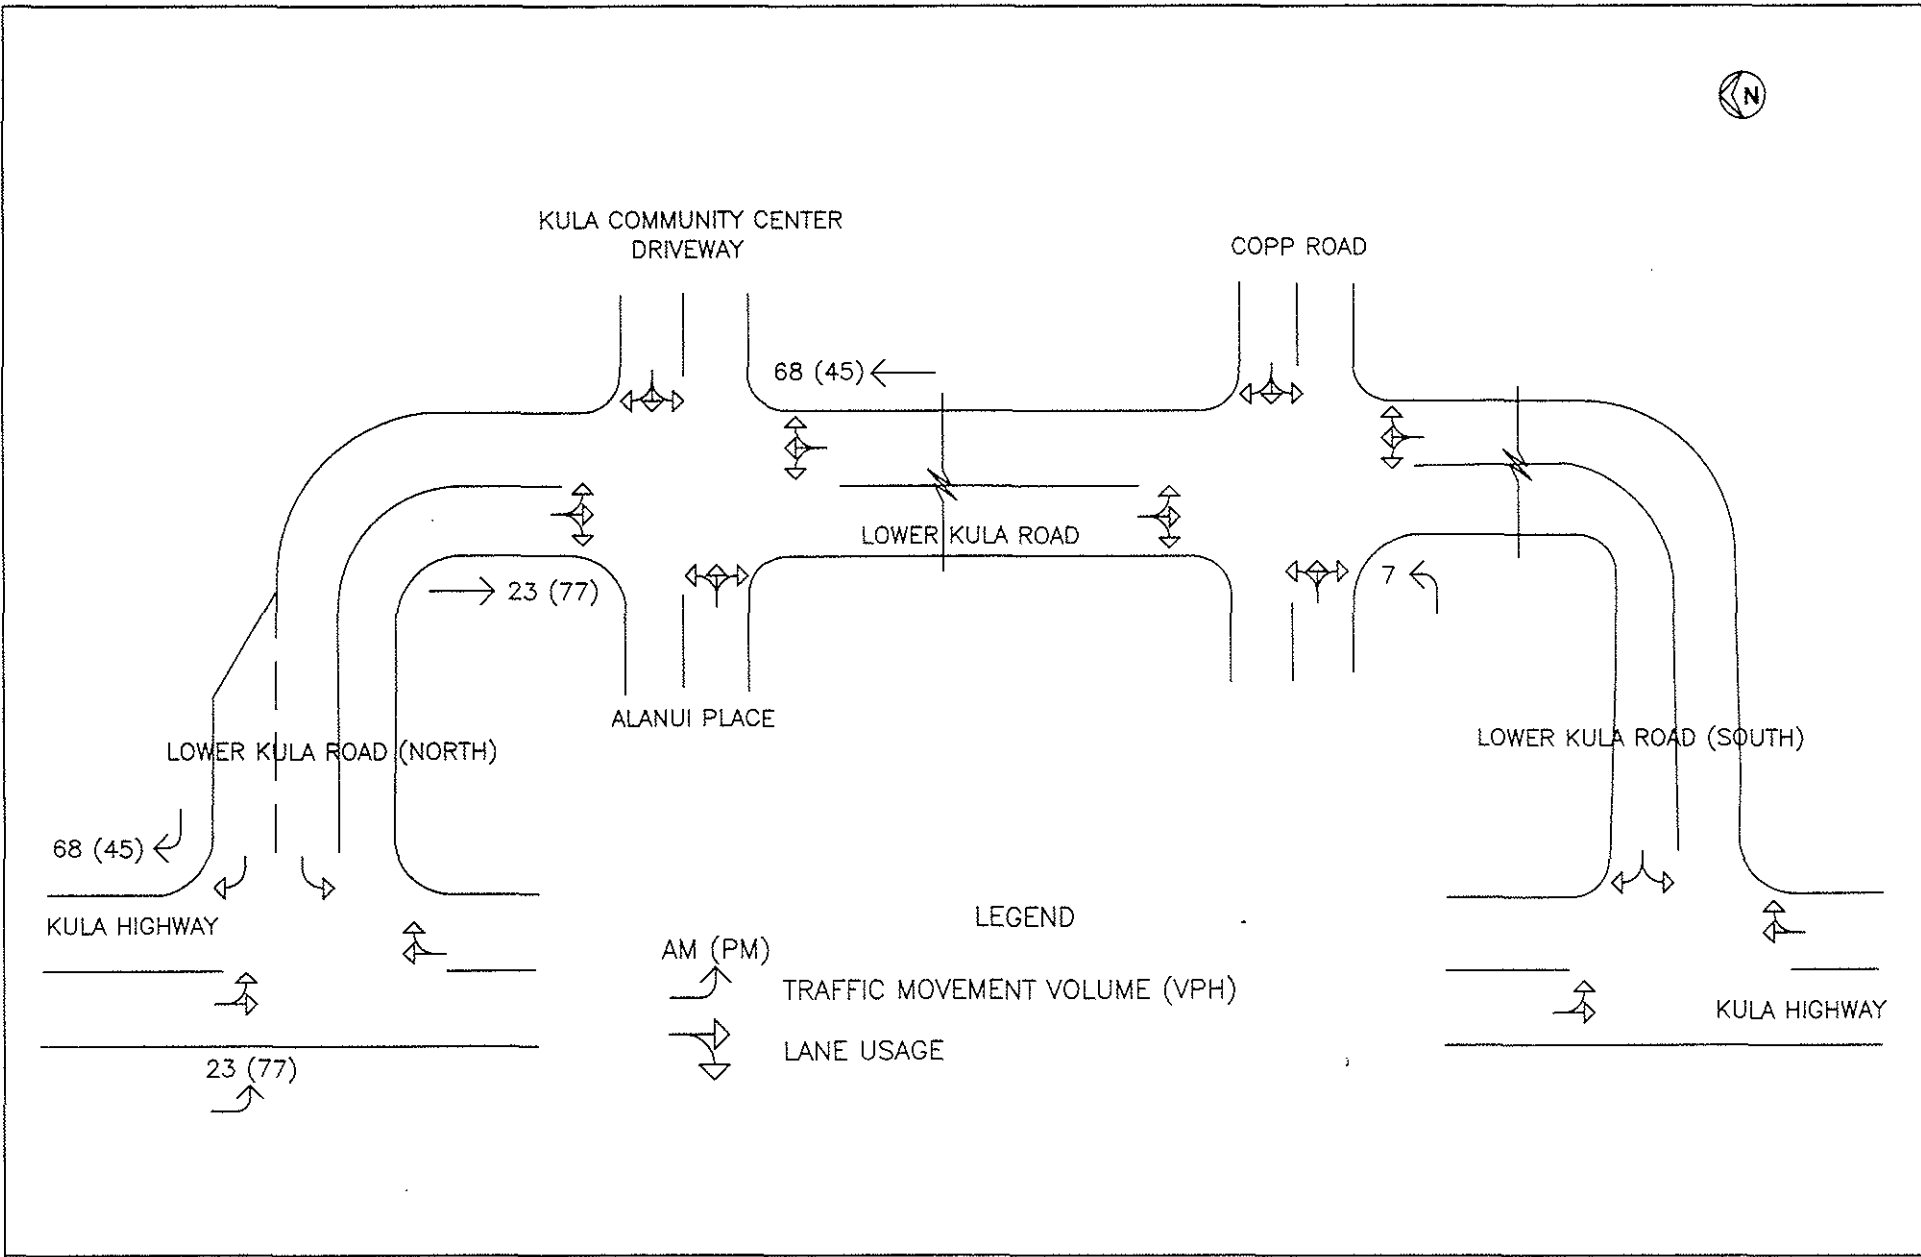 N
KULA COMMUNITY CENTER
DRIVEWAY
COPP ROAD
68 (45)
LOWER KULA ROAD
23 (77)
7
ALANUI PLACE
LOWER KULA ROAD (NORTH)
LOWER KULA ROAD (SOUTH)
68 (45)
KULA HIGHWAY
LEGEND
AM (PM)
TRAFFIC MOVEMENT VOLUME (VPH)
KULA HIGHWAY
LANE USAGE
23 (77)